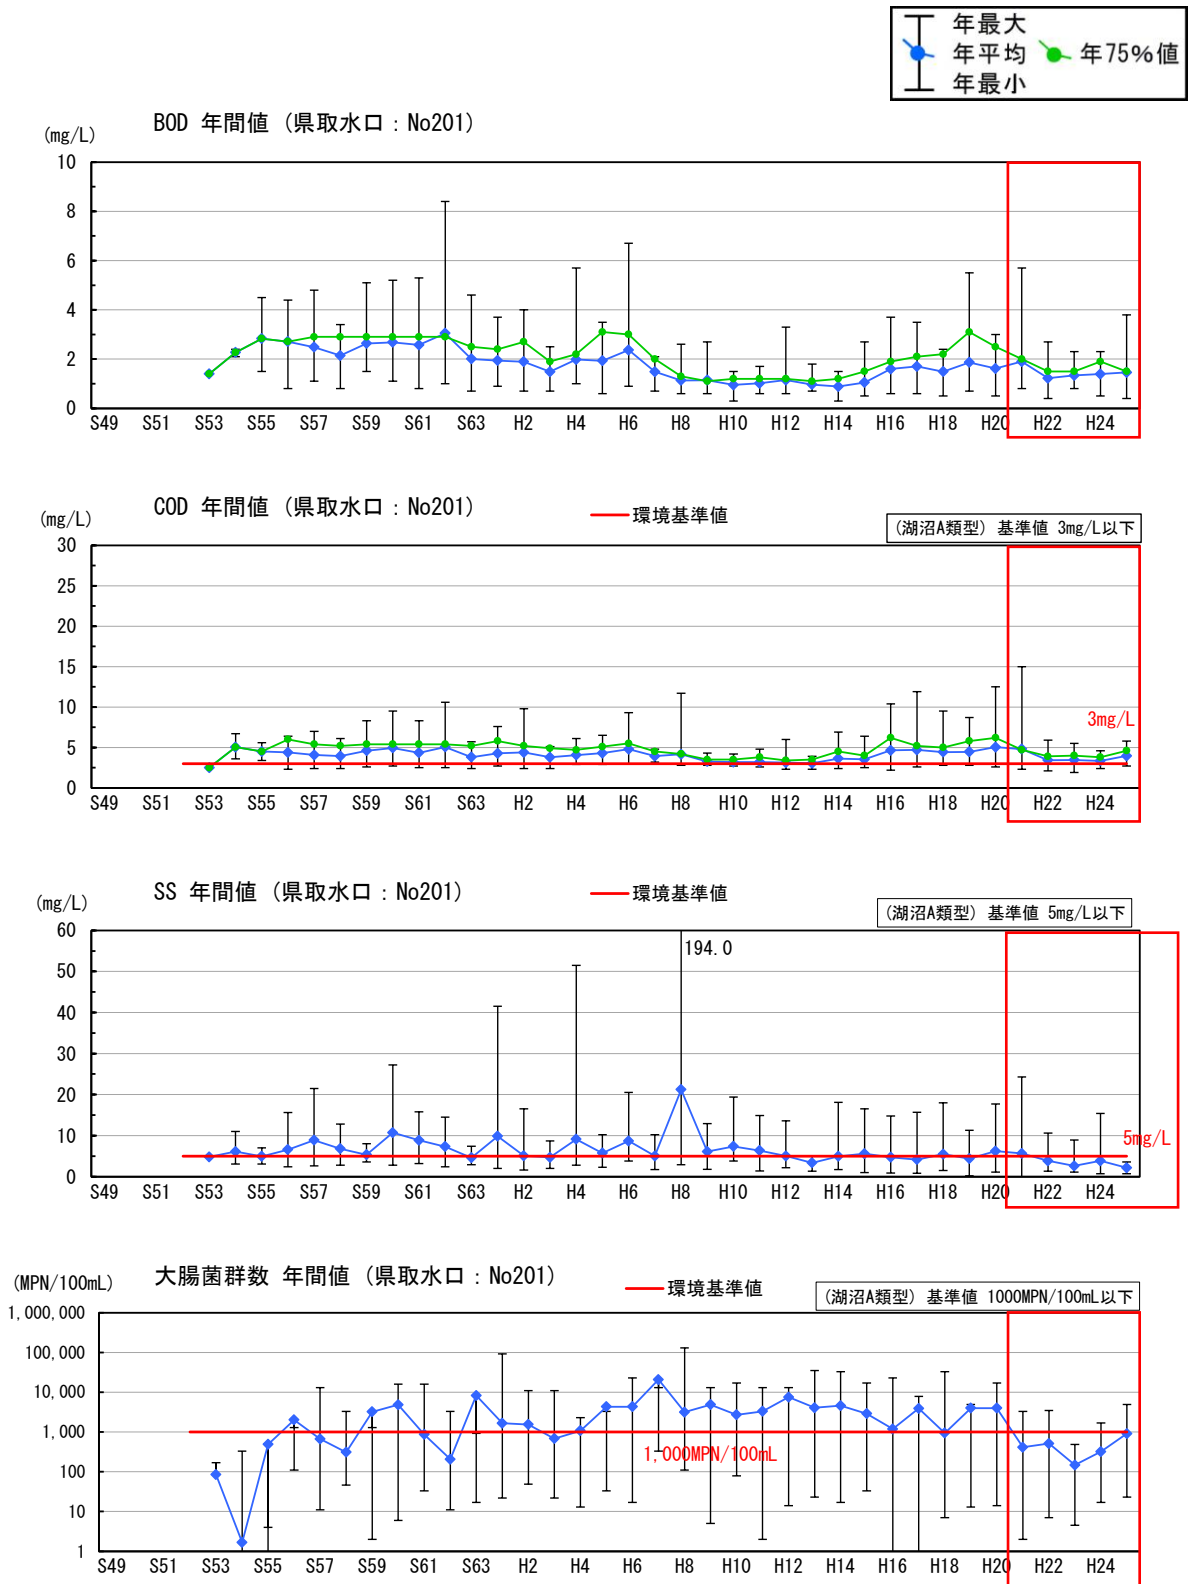 年最大
年平均 年75%値
年最小
BOD 年間値 (県取水口:No201)
(mg/L)
10
8
6
4
2
0
S49 S51 S53 S55 S57 S59 S61 S63 H2 H4 H6 H8 H10 H12 H14 H16 H18 H20 H22 H24
COD 年間値 (県取水口:No201)
環境基準値
(mg/L)
(湖沼A類型) 基準値 3mg/L以下
30
25
20
15
10
3mg/L
5
0
S49 S51 S53 S55 S57 S59 S61 S63 H2 H4 H6 H8 H10 H12 H14 H16 H18 H20 H22 H24
SS 年間値 (県取水口:No201)
環境基準値
(mg/L)
(湖沼A類型) 基準値 5mg/L以下
60
194.0
50
40
30
20
10
5mg/L
0
S49 S51 S53 S55 S57 S59 S61 S63 H2 H4 H6 H8 H10 H12 H14 H16 H18 H20 H22 H24
大腸菌群数 年間値 (県取水口:No201)
(MPN/100mL)
環境基準値
(湖沼A類型) 基準値 1000MPN/100mL以下
1,000,000
100,000
10,000
1,000
1,000MPN/100mL
100
10
1
S49 S51 S53 S55 S57 S59 S61 S63 H2 H4 H6 H8 H10 H12 H14 H16 H18 H20 H22 H24